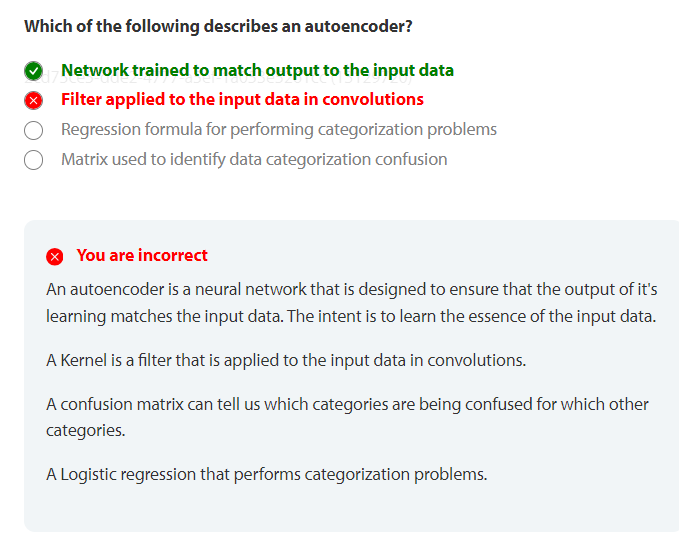 Which of the following describes an autoencoder?
Network trained to match output to the input data
Filter applied to the input data in convolutions
Regression formula for performing categorization problems
Matrix used to identify data categorization confusion
You are incorrect
An autoencoder is a neural network that is designed to ensure that the output of it's
learning matches the input data. The intent is to learn the essence of the input data.
A Kernel is a filter that is applied to the input data in convolutions.
A confusion matrix can tell us which categories are being confused for which other
categories.
A Logistic regression that performs categorization problems.